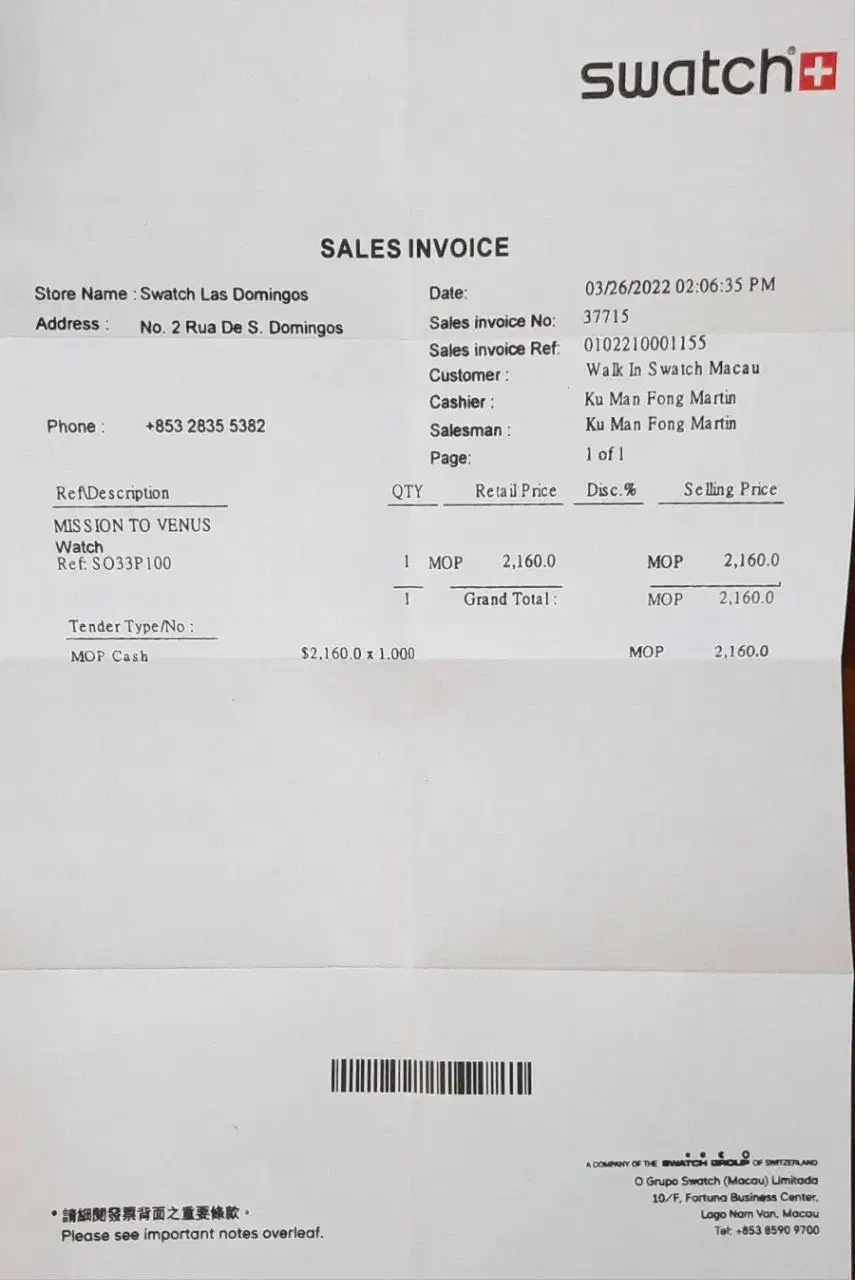 swatch®
SALES INVOICE
Store Name : Swatch Las Domingos
Address : No. 2 Rua De S. Domingos
Phone : +853 2835 5382
Date: 03/26/2022 02:06:35 PM
Sales invoice No: 37715
Sales invoice Ref: 0102210001155
Customer : Walk In Swatch Macau
Cashier : Ku Man Fong Martin
Salesman : Ku Man Fong Martin
Page: 1 of 1
Ref\Description QTY Retail Price Disc.% Selling Price
MISSION TO VENUS
Watch
Ref: SO33P100 1 MOP 2,160.0 MOP 2,160.0
1 Grand Total : MOP 2,160.0
Tender Type/No :
MOP Cash $2,160.0 x 1.000 MOP 2,160.0
A COMPANY OF THE SWATCH GROUP OF SWITZERLAND
O Grupo Swatch (Macau) Limitada
10/F, Fortuna Business Center,
Lago Nam Van, Macau
Tel: +853 8590 9700
* 請細閱發票背面之重要條款。
Please see important notes overleaf.